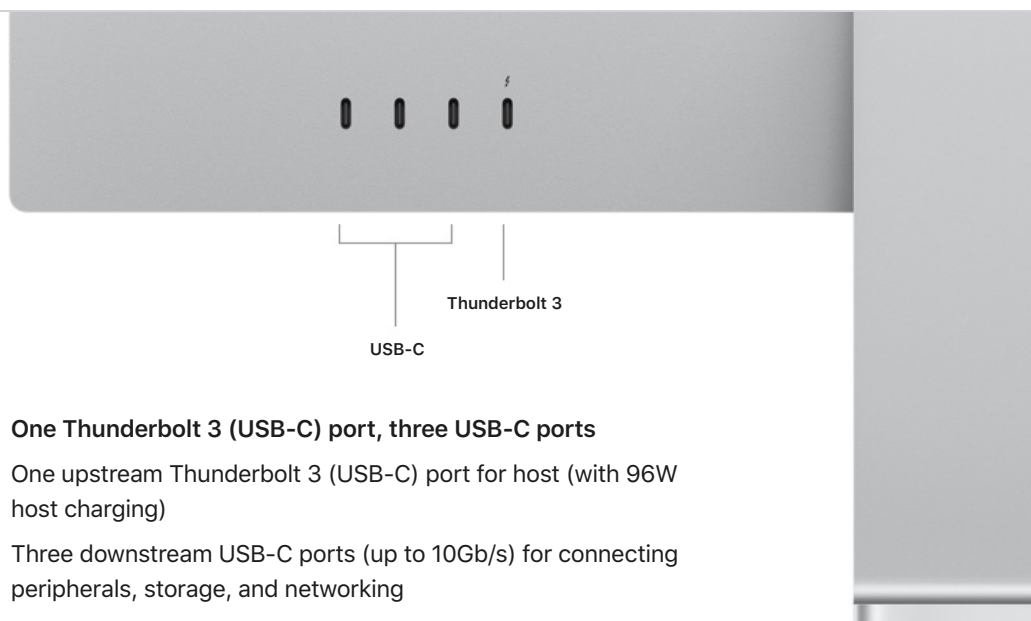 Thunderbolt 3
USB-C
One Thunderbolt 3 (USB-C) port, three USB-C ports
One upstream Thunderbolt 3 (USB-C) port for host (with 96W
host charging)
Three downstream USB-C ports (up to 10Gb/s) for connecting
peripherals, storage, and networking